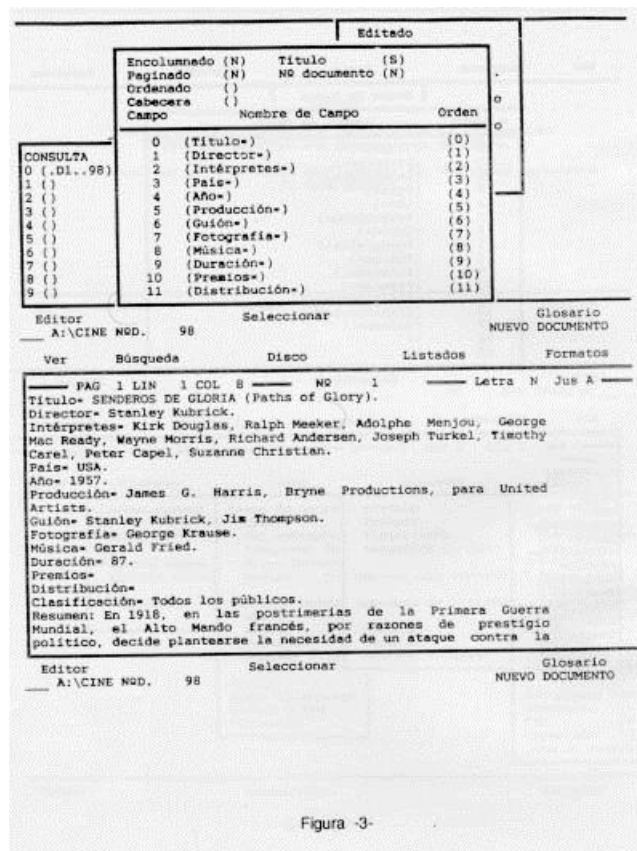 Editado
Encolumnado (N) Título (S)
Paginado (N) Nº documento (N)
Ordenado ()
Cabecera ()
Campo Nombre de Campo Orden
0 (Título=) (0)
1 (Director=) (1)
2 (Intérpretes=) (2)
3 (País=) (3)
4 (Año=) (4)
5 (Producción=) (5)
6 (Guión=) (6)
7 (Fotografía=) (7)
8 (Música=) (8)
9 (Duración=) (9)
10 (Premios=) (10)
11 (Distribución=) (11)
CONSULTA
0 (.D1..98)
1 ()
2 ()
3 ()
4 ()
5 ()
6 ()
7 ()
8 ()
9 ()
Editor Seleccionar Glosario
A:\CINE NºD. 98 NUEVO DOCUMENTO
Ver Búsqueda Disco Listados Formatos
PAG 1 LIN 1 COL 8 Nº 1 Letra N Jus A
Título= SENDEROS DE GLORIA (Paths of Glory).
Director= Stanley Kubrick.
Intérpretes= Kirk Douglas, Ralph Meeker, Adolphe Menjou, George
Mac Ready, Wayne Morris, Richard Andersen, Joseph Turkel, Timothy
Carel, Peter Capel, Suzanne Christian.
País= USA.
Año= 1957.
Producción= James G. Harris, Bryne Productions, para United
Artists.
Guión= Stanley Kubrick, Jim Thompson.
Fotografía= George Krause.
Música= Gerald Fried.
Duración= 87.
Premios=
Distribución=
Clasificación= Todos los públicos.
Resumen: En 1918, en las postrimerías de la Primera Guerra
Mundial, el Alto Mando francés, por razones de prestigio
político, decide plantearse la necesidad de un ataque contra la
Editor Seleccionar Glosario
A:\CINE NºD. 98 NUEVO DOCUMENTO
Figura -3-